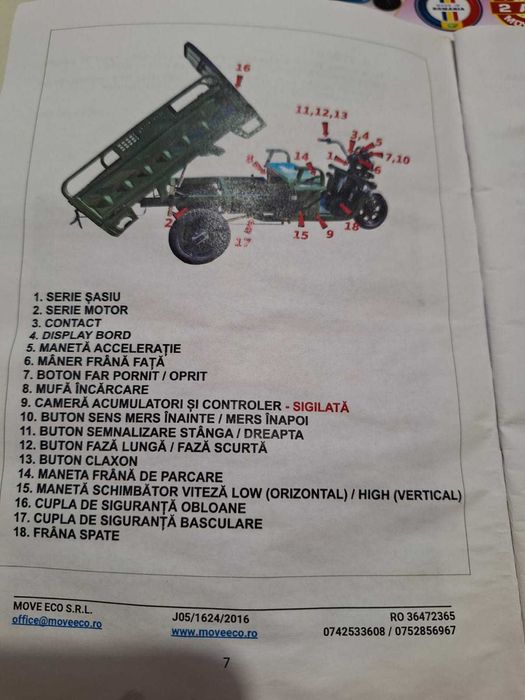 ROMANIA
2
16
11,12,13
3,4
5
14
1
7,10
8
6
2
18
17
15
9
1. SERIE ȘASIU
2. SERIE MOTOR
3. CONTACT
4. DISPLAY BORD
5. MANETĂ ACCELERAȚIE
6. MÂNER FRÂNĂ FAȚĂ
7. BOTON FAR PORNIT / OPRIT
8. MUFĂ ÎNCĂRCARE
9. CAMERĂ ACUMULATORI ȘI CONTROLER - SIGILATĂ
10. BUTON SENS MERS ÎNAINTE / MERS ÎNAPOI
11. BUTON SEMNALIZARE STÂNGA / DREAPTA
12. BUTON FAZĂ LUNGĂ / FAZĂ SCURTĂ
13. BUTON CLAXON
14. MANETA FRÂNĂ DE PARCARE
15. MANETĂ SCHIMBĂTOR VITEZĂ LOW (ORIZONTAL) / HIGH (VERTICAL)
16. CUPLA DE SIGURANȚĂ OBLOANE
17. CUPLA DE SIGURANȚĂ BASCULARE
18. FRÂNA SPATE
MOVE ECO S.R.L. J05/1624/2016 RO 36472365
office@moveeco.ro www.moveeco.ro 0742533608 / 0752856967
7